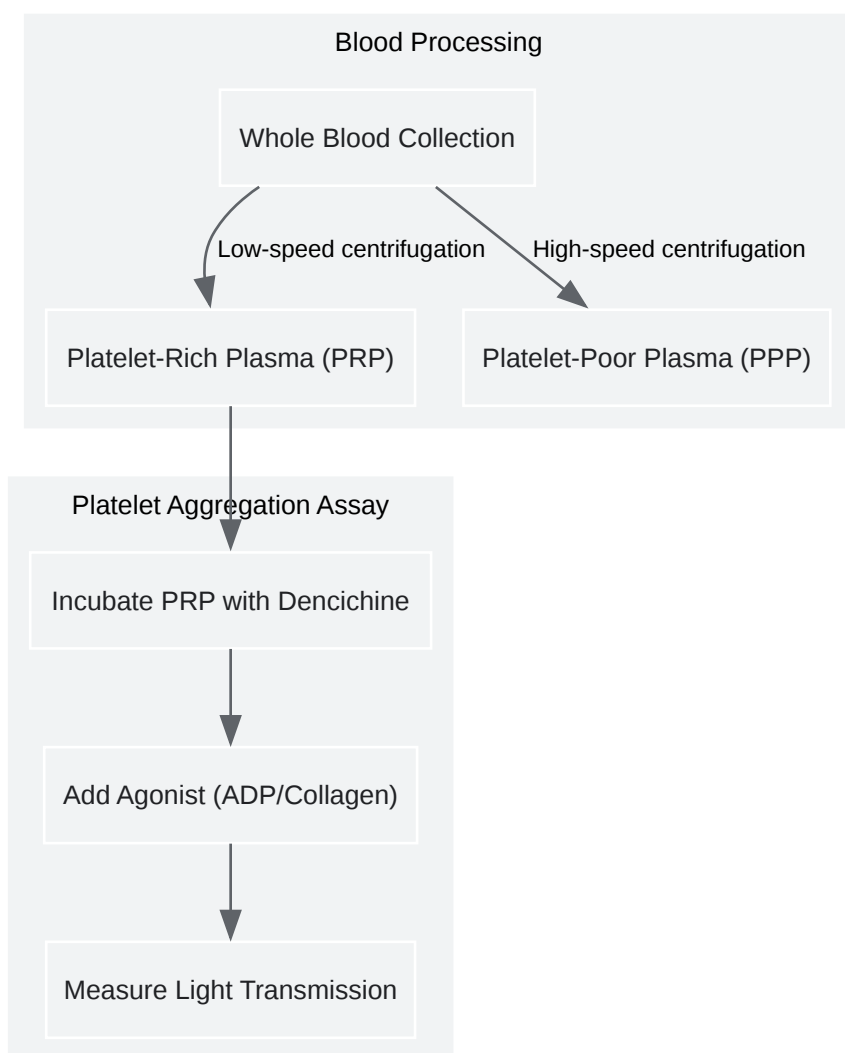 Blood Processing
Whole Blood Collection
Low-speed centrifugation
High-speed centrifugation
Platelet-Rich Plasma (PRP)
Platelet-Poor Plasma (PPP)
Platelet Aggregation Assay
Incubate PRP with Dencichine
Add Agonist (ADP/Collagen)
Measure Light Transmission